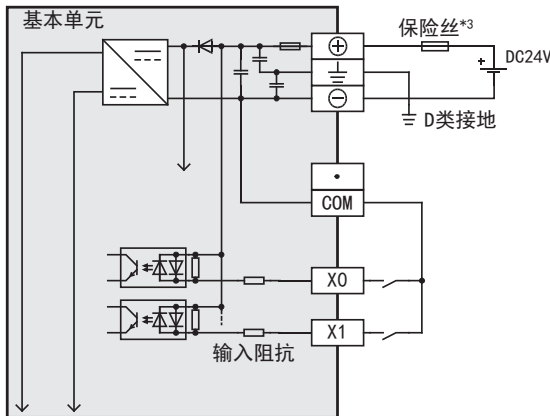 基本单元
保险丝*3
DC24V
D类接地
COM
X0
X1
输入阻抗